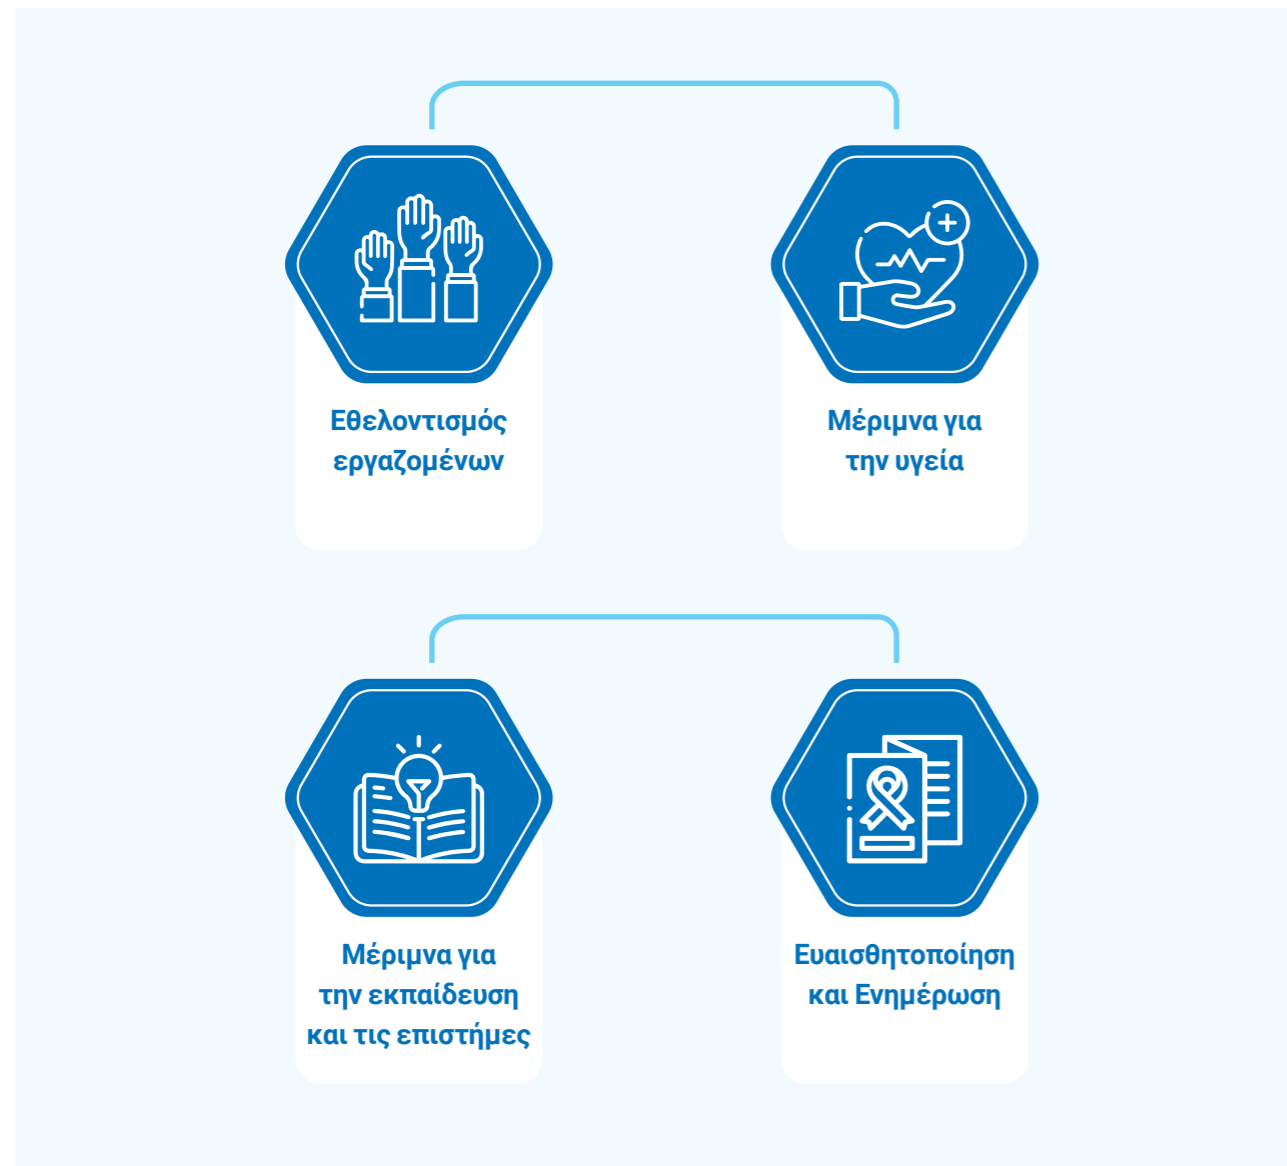 Εθελοντισμός
εργαζομένων
Μέριμνα για
την υγεία
Μέριμνα για
την εκπαίδευση
και τις επιστήμες
Ευαισθητοποίηση
και Ενημέρωση